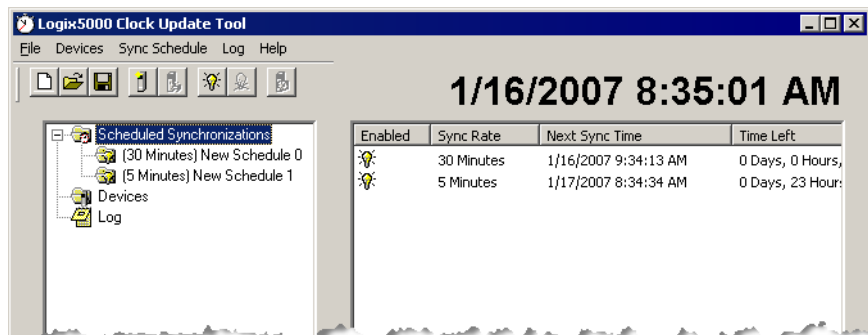 Logix5000 Clock Update Tool
File Devices Sync Schedule Log Help
1/16/2007 8:35:01 AM
Scheduled Synchronizations
(30 Minutes) New Schedule 0
(5 Minutes) New Schedule 1
Devices
Log
Enabled Sync Rate Next Sync Time Time Left
30 Minutes 1/16/2007 9:34:13 AM 0 Days, 0 Hours,
5 Minutes 1/17/2007 8:34:34 AM 0 Days, 23 Hours